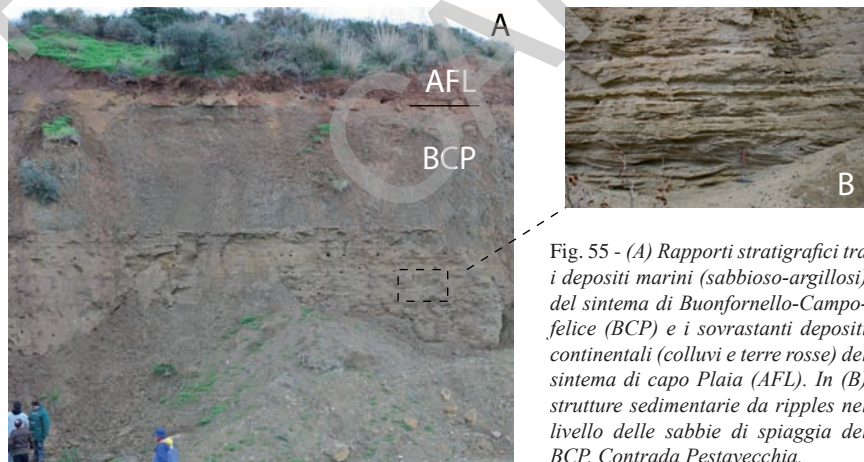 A
AFL
BCP
B
Fig. 55 - (A) Rapporti stratigrafici tra
i depositi marini (sabbioso-argillosi)
del sintema di Buonfornello-Campo-
felice (BCP) e i sovrastanti depositi
continentali (colluvi e terre rosse) del
sintema di capo Plaia (AFL). In (B)
strutture sedimentarie da ripples nel
livello delle sabbie di spiaggia del
BCP. Contrada Pestavecchia.